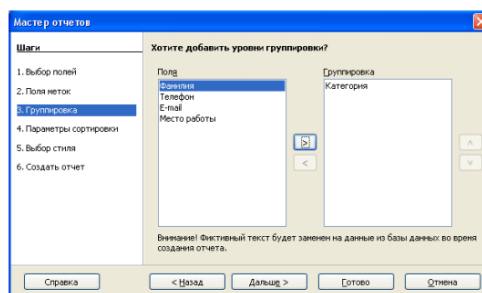 Мастер отчетов
Шаги
1. Выбор полей
2. Поля меток
3. Группировка
4. Параметры сортировки
5. Выбор стиля
6. Создать отчет
Хотите добавить уровни группировки?
Поля
Фамилия
Телефон
E-mail
Место работы
>
<
Группировка
Категория
Внимание! Фиктивный текст будет заменен на данные из базы данных во время
создания отчета.
Справка
< Назад
Дальше >
Готово
Отмена